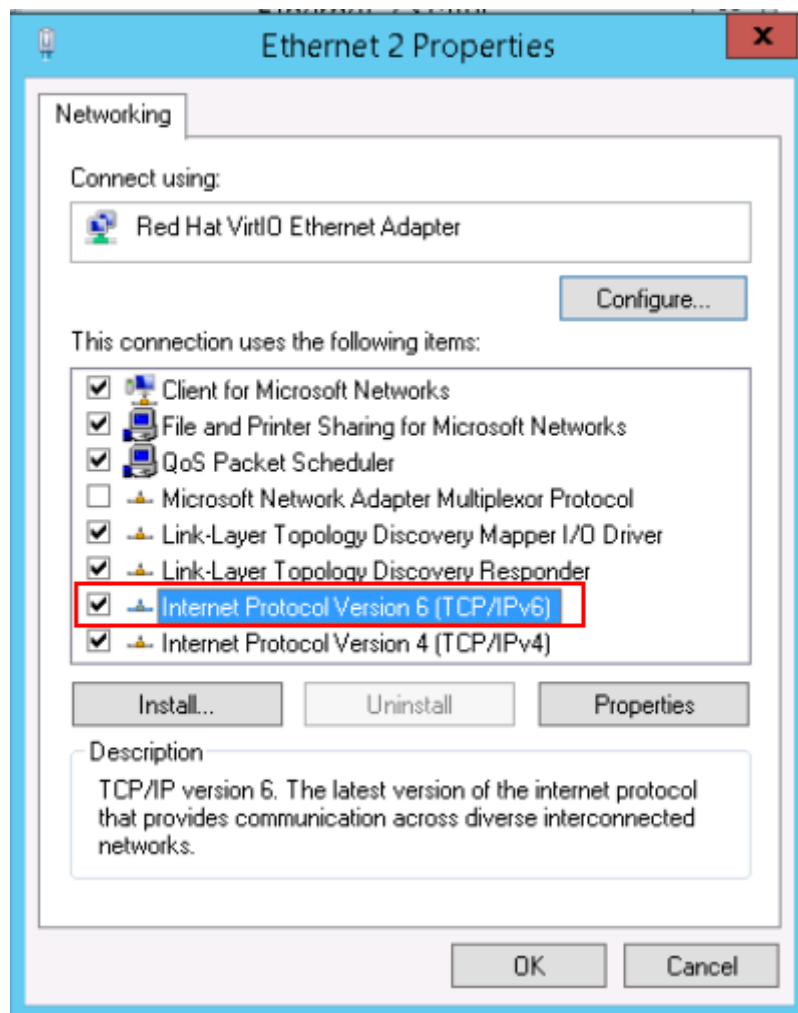 Ethernet 2 Properties
x
Networking
Connect using:
Red Hat VirtIO Ethernet Adapter
Configure...
This connection uses the following items:
Client for Microsoft Networks
File and Printer Sharing for Microsoft Networks
QoS Packet Scheduler
Microsoft Network Adapter Multiplexor Protocol
Link-Layer Topology Discovery Mapper I/O Driver
Link-Layer Topology Discovery Responder
Internet Protocol Version 6 (TCP/IPv6)
Internet Protocol Version 4 (TCP/IPv4)
Install... Uninstall Properties
Description
TCP/IP version 6. The latest version of the internet protocol
that provides communication across diverse interconnected
networks.
OK Cancel